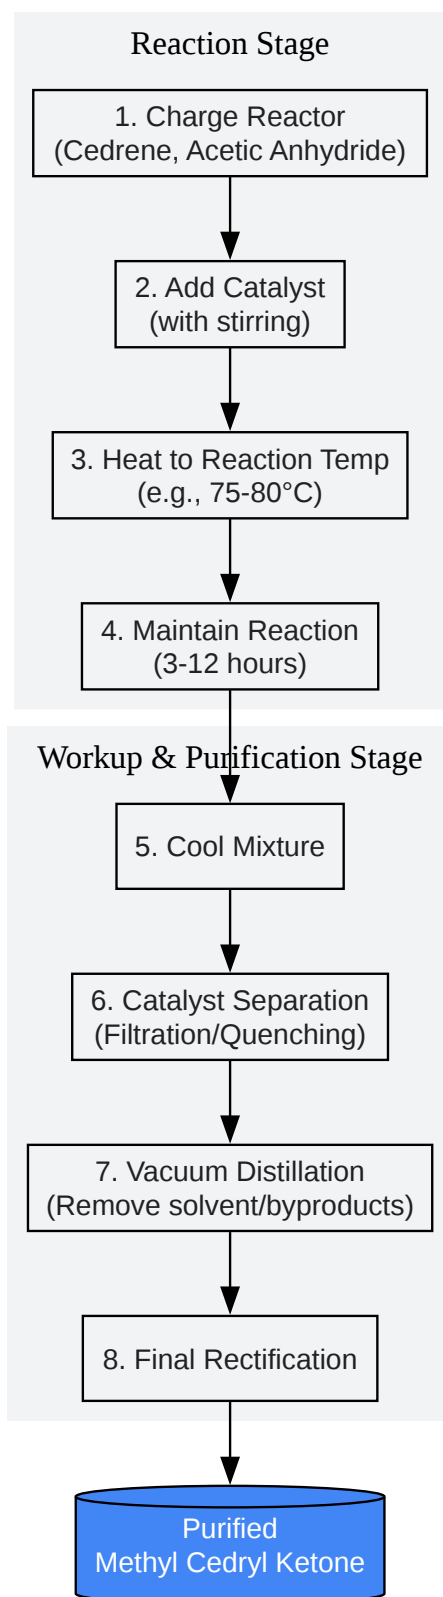 Reaction Stage
1. Charge Reactor
(Cedrene, Acetic Anhydride)
2. Add Catalyst
(with stirring)
3. Heat to Reaction Temp
(e.g., 75-80°C)
4. Maintain Reaction
(3-12 hours)
Workup & Purification Stage
5. Cool Mixture
6. Catalyst Separation
(Filtration/Quenching)
7. Vacuum Distillation
(Remove solvent/byproducts)
8. Final Rectification
Purified
Methyl Cedryl Ketone